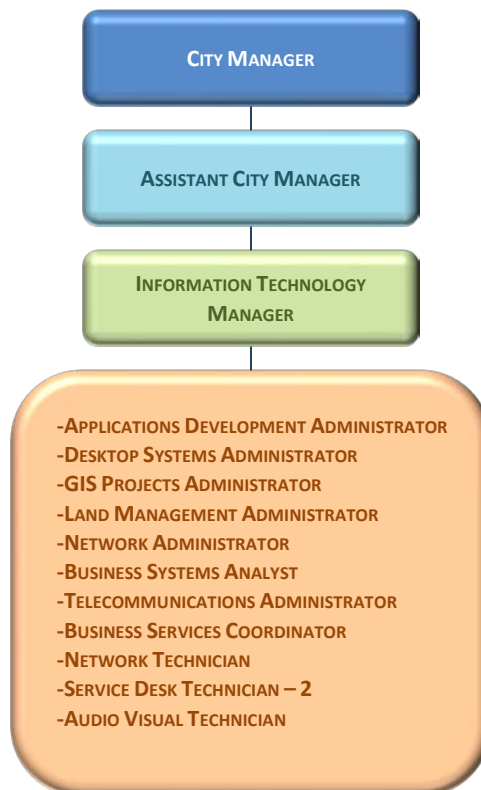 CITY MANAGER
ASSISTANT CITY MANAGER
INFORMATION TECHNOLOGY
MANAGER
-APPLICATIONS DEVELOPMENT ADMINISTRATOR
-DESKTOP SYSTEMS ADMINISTRATOR
-GIS PROJECTS ADMINISTRATOR
-LAND MANAGEMENT ADMINISTRATOR
-NETWORK ADMINISTRATOR
-BUSINESS SYSTEMS ANALYST
-TELECOMMUNICATIONS ADMINISTRATOR
-BUSINESS SERVICES COORDINATOR
-NETWORK TECHNICIAN
-SERVICE DESK TECHNICIAN – 2
-AUDIO VISUAL TECHNICIAN